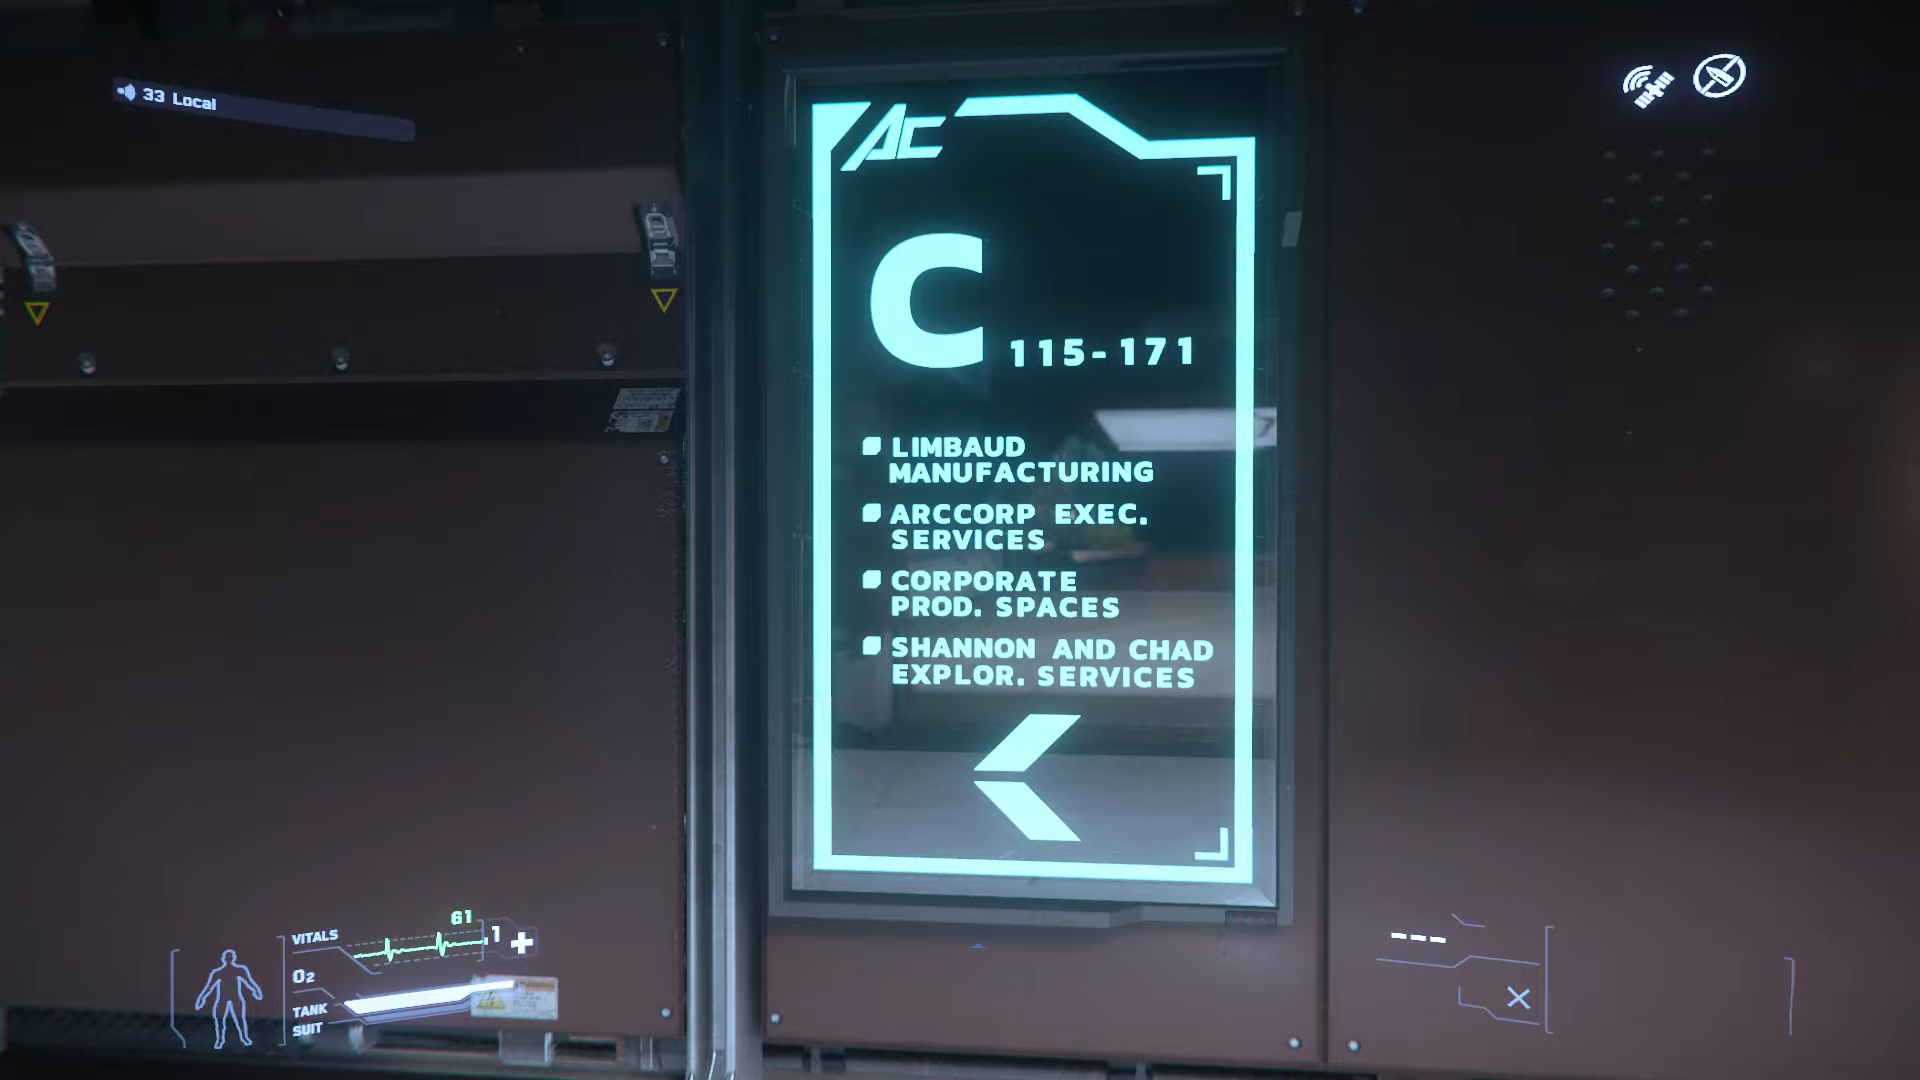 33 Local
AC
C 115-171
LIMBAUD
MANUFACTURING
ARCCORP EXEC.
SERVICES
CORPORATE
PROD. SPACES
SHANNON AND CHAD
EXPLOR. SERVICES
61
VITALS
1
O2
TANK
SUIT